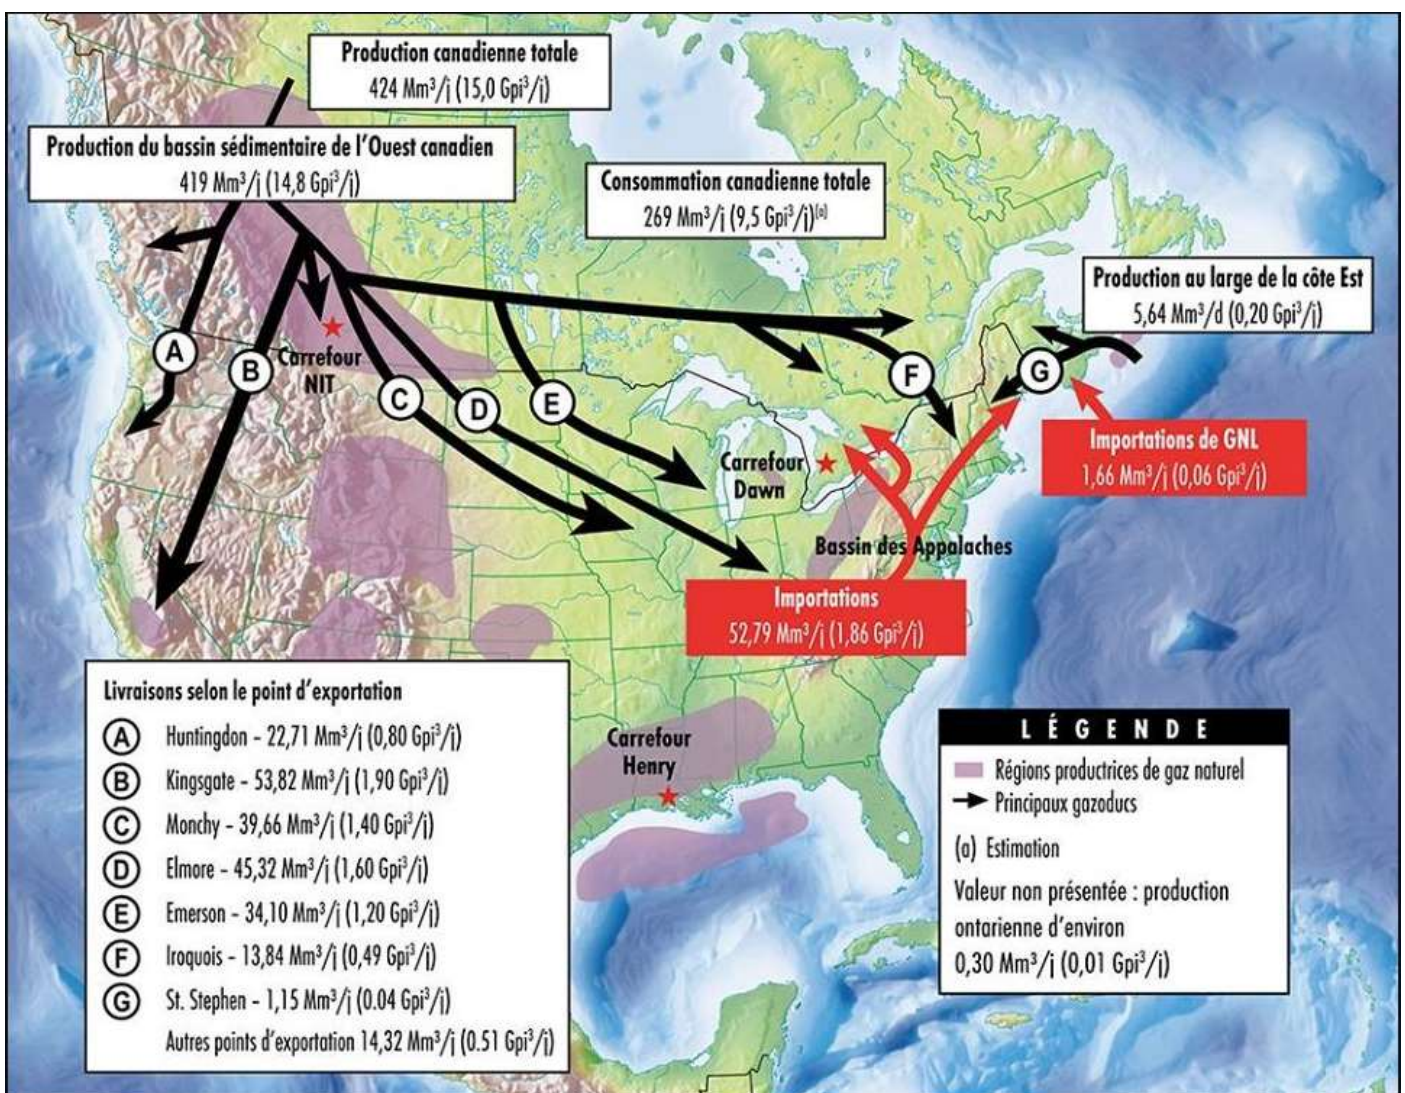 Production canadienne totale
424 Mm³/j (15,0 Gpi³/j)
Production du bassin sédimentaire de l'Ouest canadien
419 Mm³/j (14,8 Gpi³/j)
Consommation canadienne totale
269 Mm³/j (9,5 Gpi³/j)⁽ᵃ⁾
Production au large de la côte Est
5,64 Mm³/d (0,20 Gpi³/j)
A
B
Carrefour
NIT
C
D
E
F
G
Carrefour
Dawn
Importations de GNL
1,66 Mm³/j (0,06 Gpi³/j)
Bassin des Appalaches
Importations
52,79 Mm³/j (1,86 Gpi³/j)
Carrefour
Henry
Livraisons selon le point d'exportation
A Huntingdon – 22,71 Mm³/j (0,80 Gpi³/j)
B Kingsgate – 53,82 Mm³/j (1,90 Gpi³/j)
C Monchy – 39,66 Mm³/j (1,40 Gpi³/j)
D Elmore – 45,32 Mm³/j (1,60 Gpi³/j)
E Emerson – 34,10 Mm³/j (1,20 Gpi³/j)
F Iroquois – 13,84 Mm³/j (0,49 Gpi³/j)
G St. Stephen – 1,15 Mm³/j (0.04 Gpi³/j)
Autres points d'exportation 14,32 Mm³/j (0.51 Gpi³/j)
LÉGENDE
Régions productrices de gaz naturel
Principaux gazoducs
(a) Estimation
Valeur non présentée : production
ontarienne d'environ
0,30 Mm³/j (0,01 Gpi³/j)